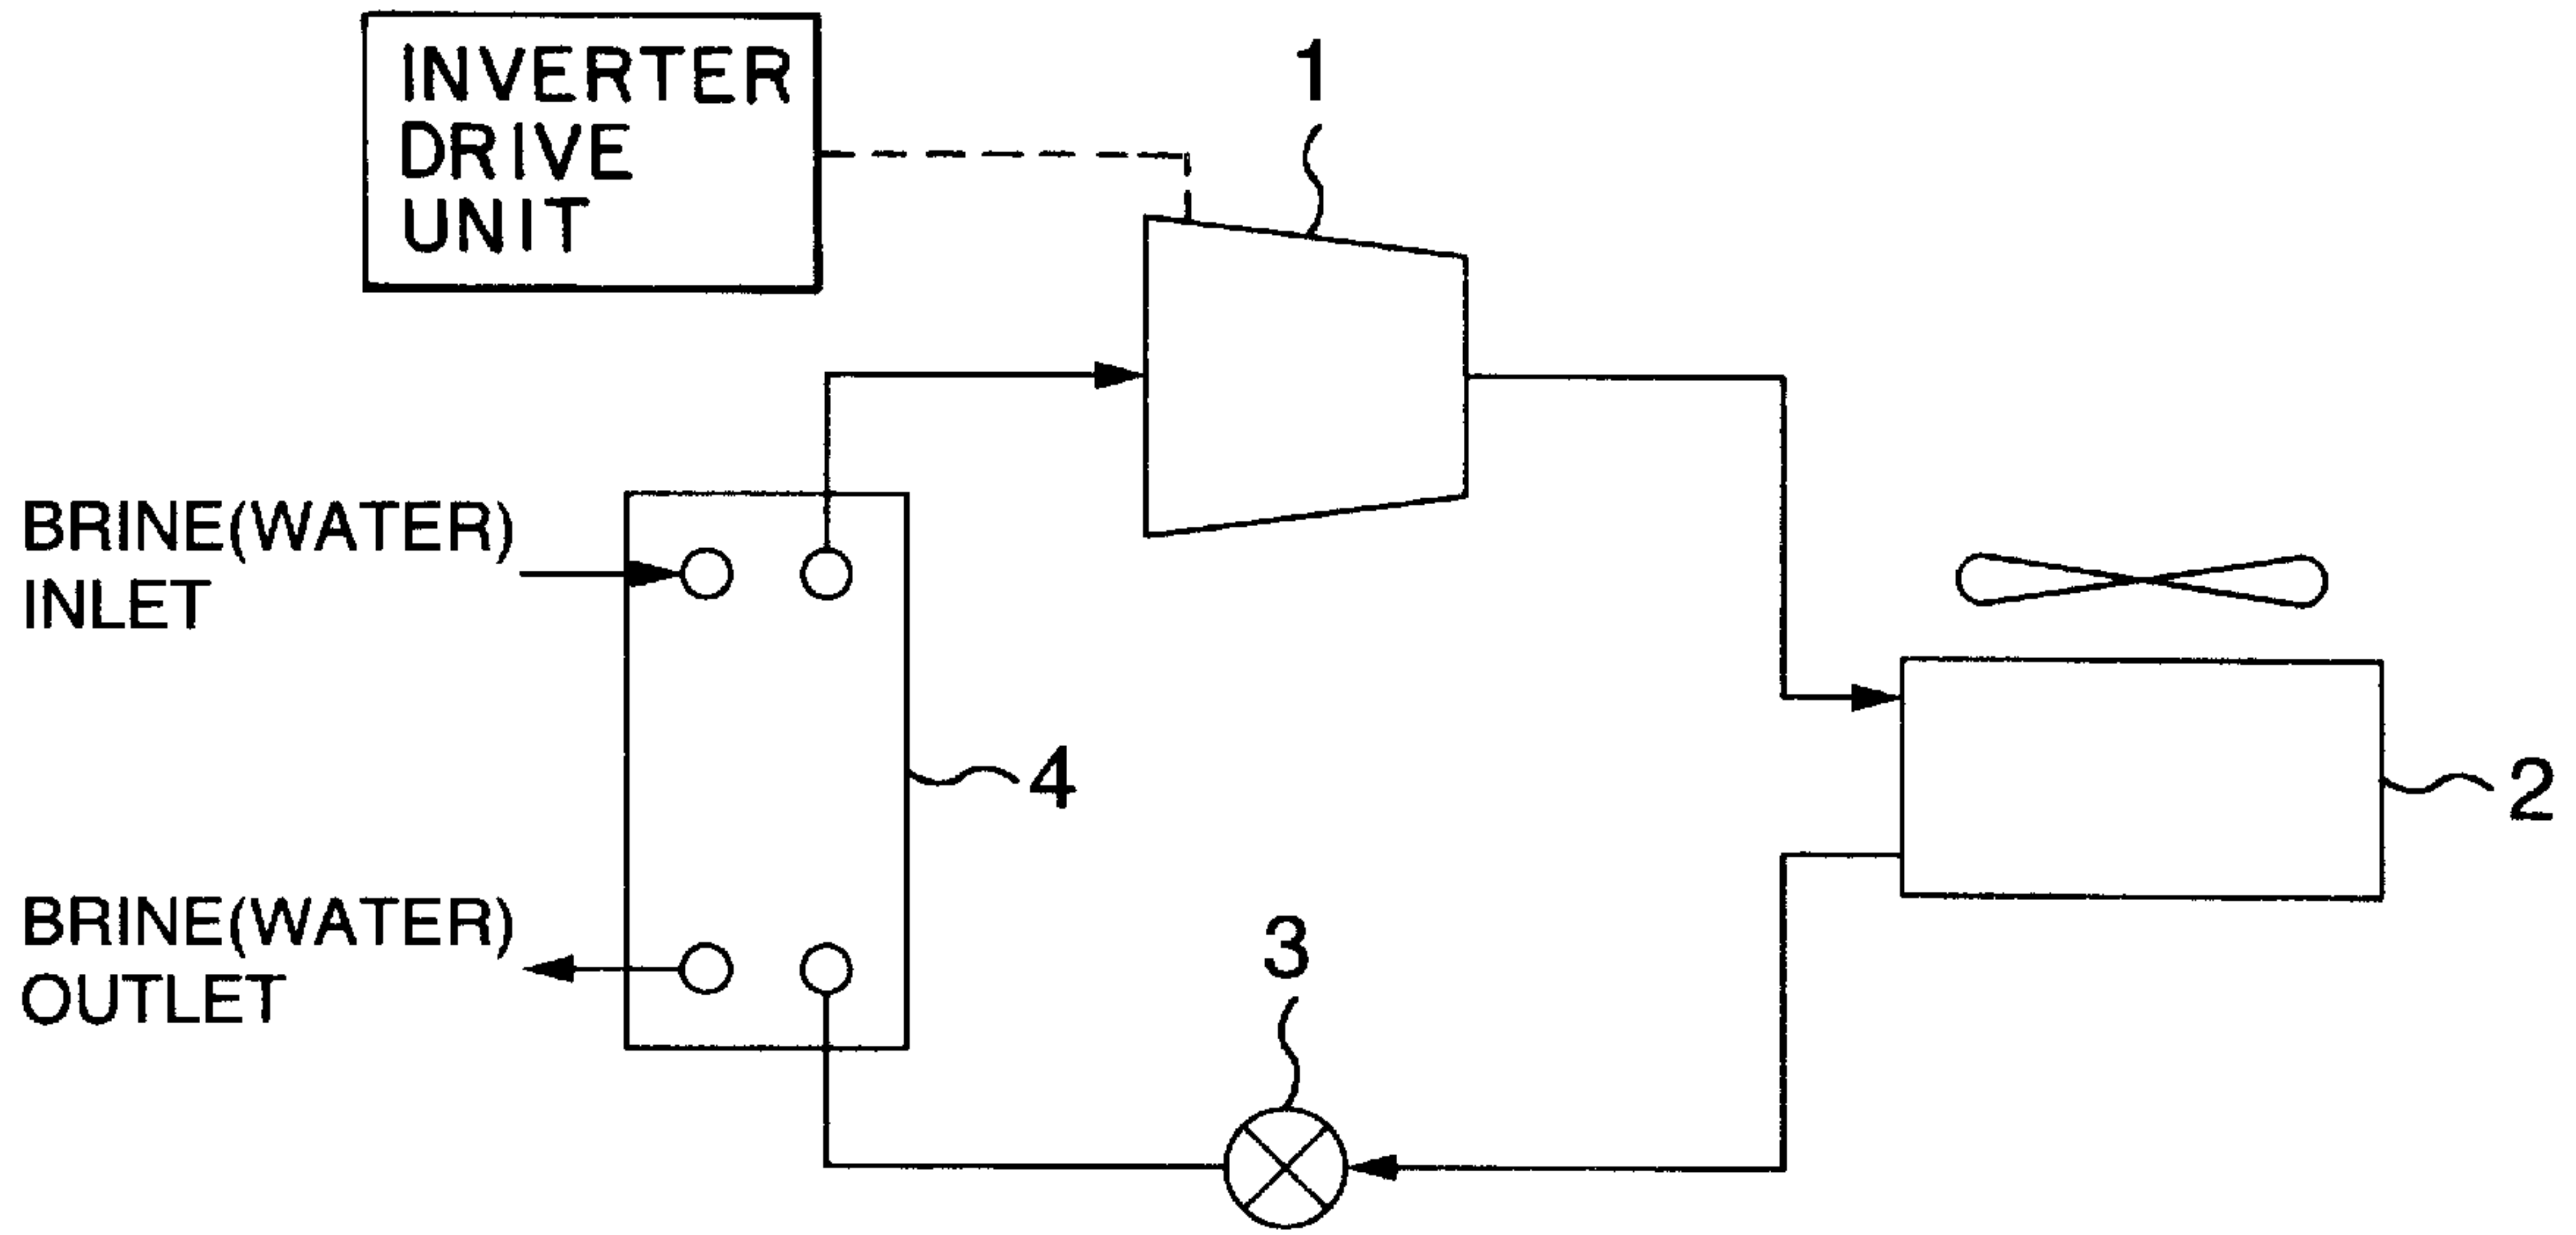 INVERTER
DRIVE
UNIT
1
BRINE(WATER)
INLET
4
2
BRINE(WATER)
OUTLET
3